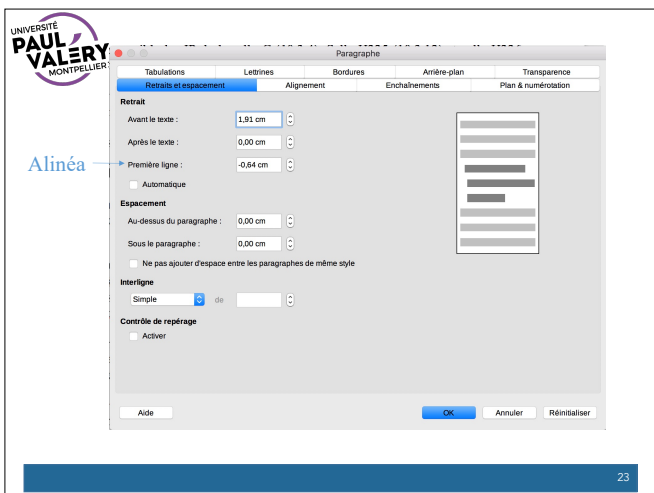 UNIVERSITÉ
PAUL
VALÉRY
MONTPELLIER
Paragraphe
Tabulations Lettrines Bordures Arrière-plan Transparence
Retraits et espacement Alignement Enchaînements Plan & numérotation
Retrait
Avant le texte : 1,91 cm
Après le texte : 0,00 cm
Alinéa Première ligne : -0,64 cm
Automatique
Espacement
Au-dessus du paragraphe : 0,00 cm
Sous le paragraphe : 0,00 cm
Ne pas ajouter d'espace entre les paragraphes de même style
Interligne
Simple de
Contrôle de repérage
Activer
Aide OK Annuler Réinitialiser
23